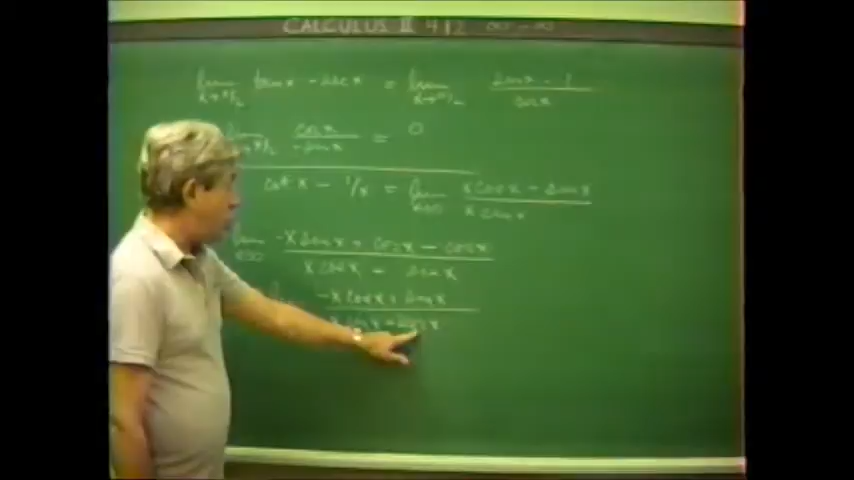 CALCULUS II 412 ∞ - ∞
lim x→π/2 tan x - sec x = lim x→π/2 (sin x - 1)/(cos x)
lim x→π/2 (cos x)/(-sin x) = 0
cot x - 1/x = lim x→0 (x cos x - sin x)/(x sin x)
lim x→0 (-x sin x + cos x - cos x)/(x cos x + sin x)
(-x cos x + sin x)/